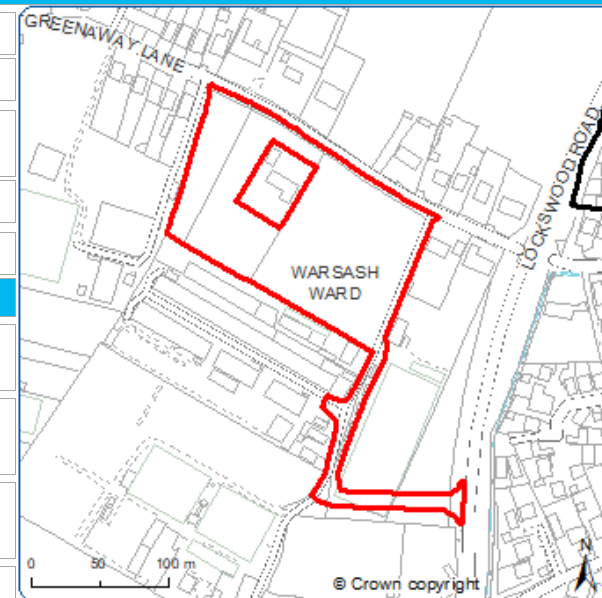 GREENAWAY LANE
LOCKSWOOD ROAD
WARSASH
WARD
0 50 100 m
© Crown copyright
N